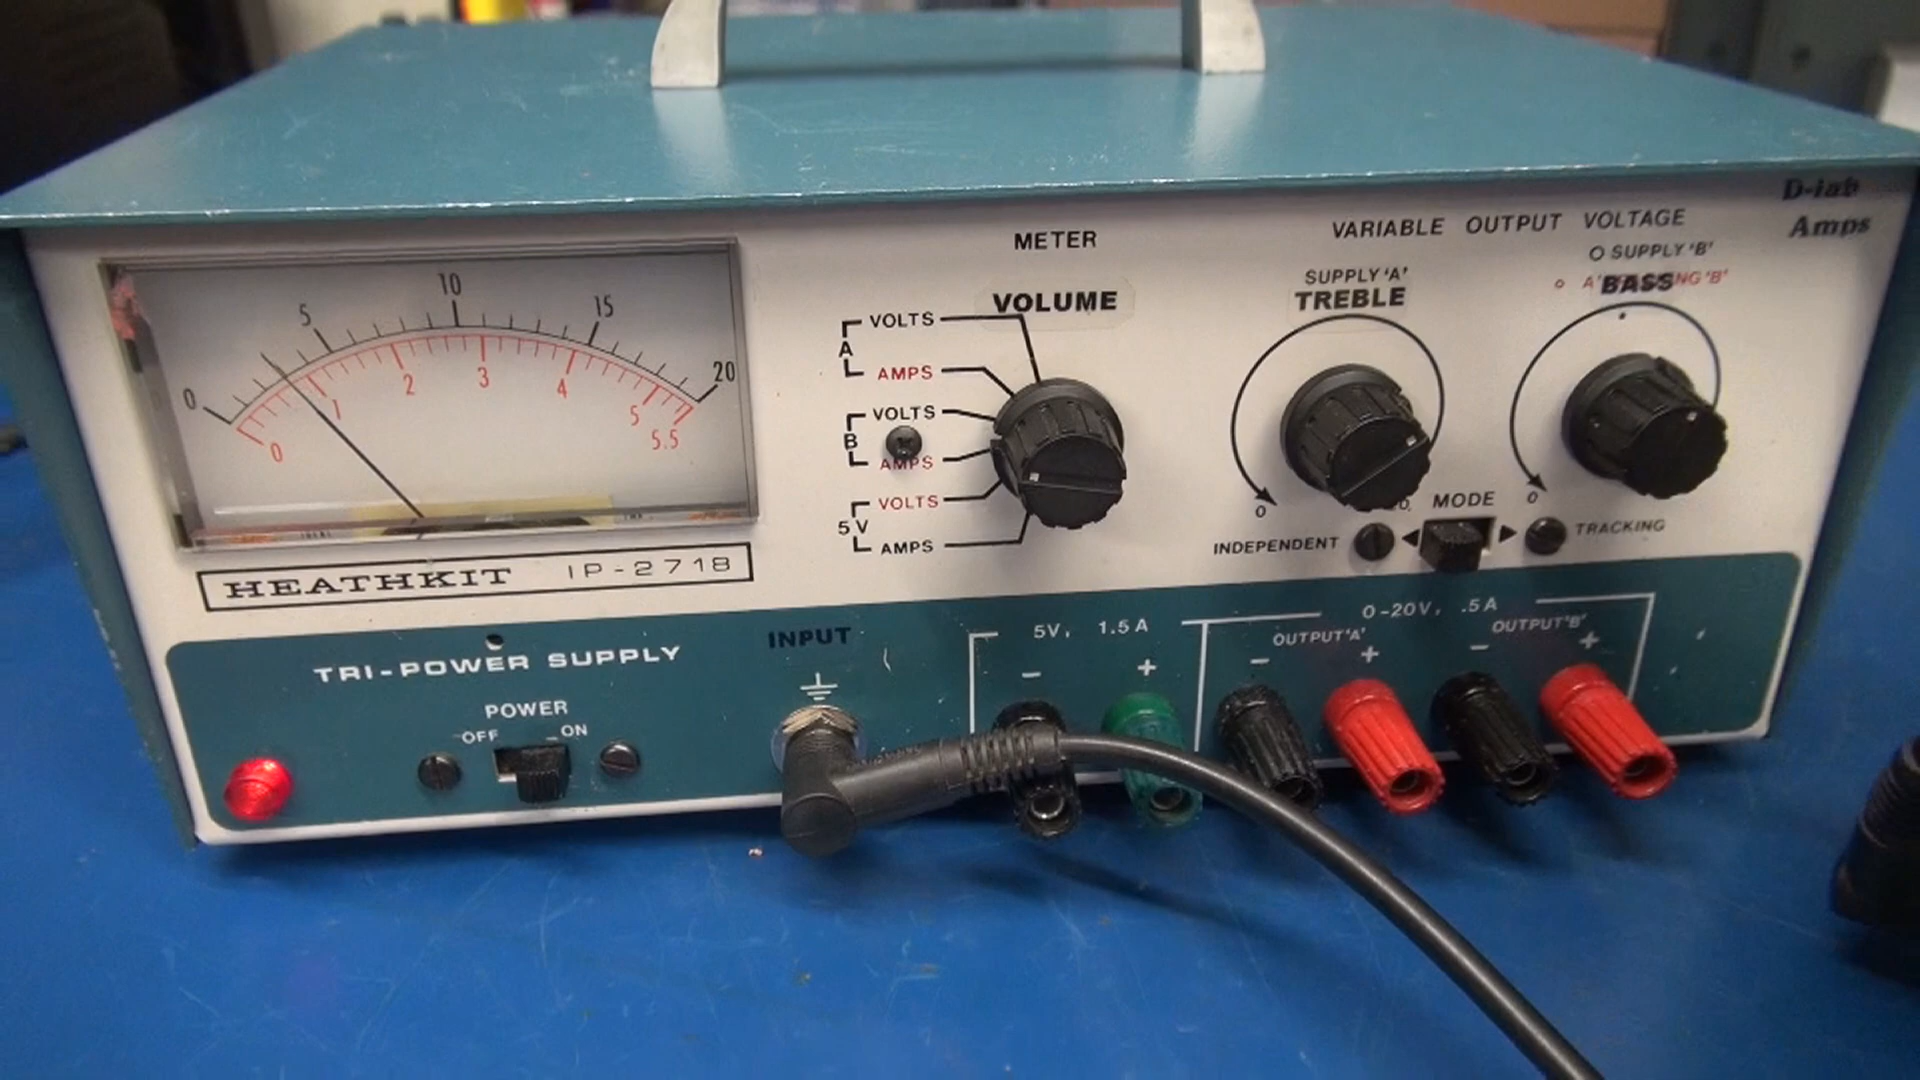 D-lab
Amps
METER
VARIABLE OUTPUT VOLTAGE
SUPPLY 'B'
SUPPLY 'A'
VOLUME
TREBLE
BASS
0 5 10 15 20
0 1 2 3 4 5 5.5
A
VOLTS
AMPS
B
VOLTS
AMPS
5V
VOLTS
AMPS
0
0
MODE
INDEPENDENT
TRACKING
HEATHKIT IP-2718
TRI-POWER SUPPLY
POWER
OFF ON
INPUT
5V, 1.5A
- +
0-20V, .5A
OUTPUT 'A'
- +
OUTPUT 'B'
- +